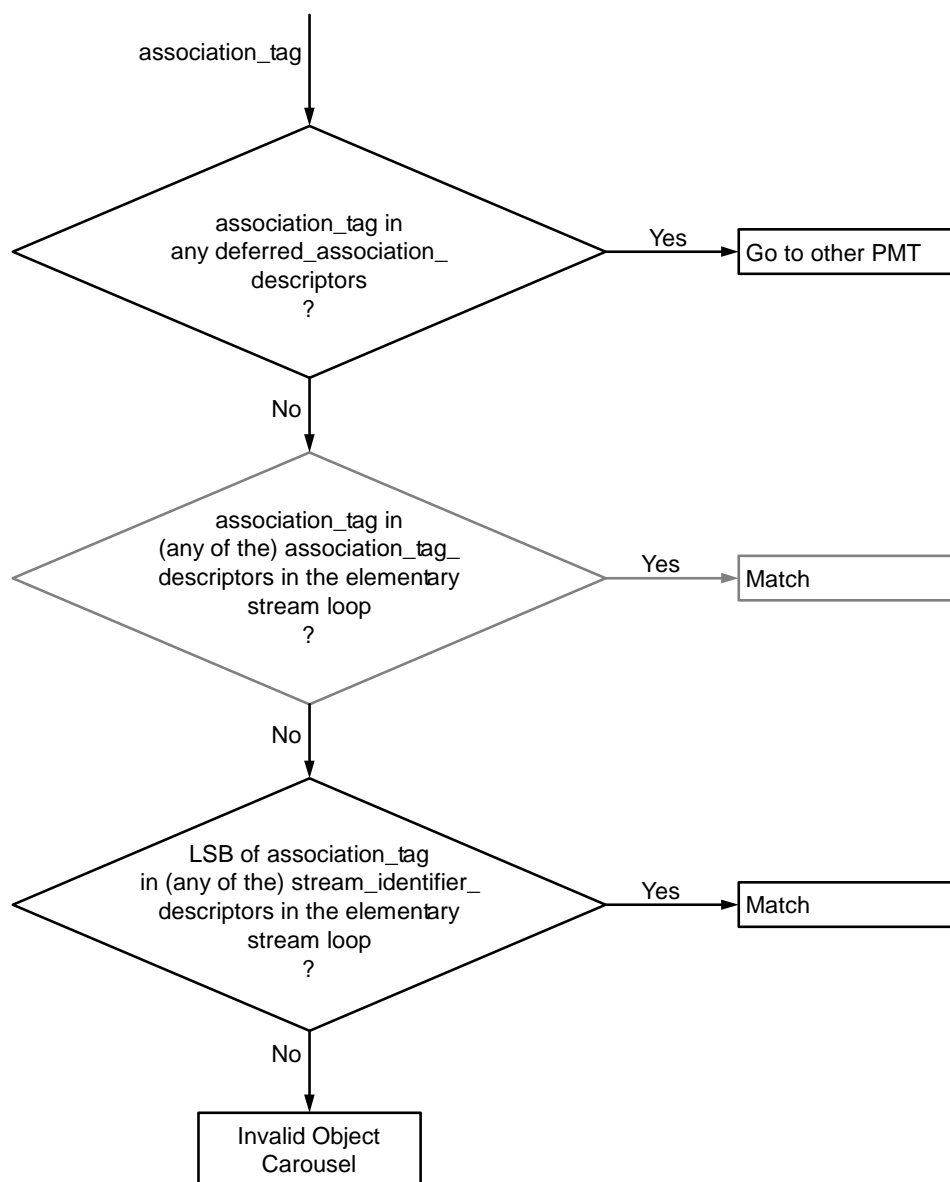 association_tag
association_tag in
any deferred_association_
descriptors
?
Yes
Go to other PMT
No
association_tag in
(any of the) association_tag_
descriptors in the elementary
stream loop
?
Yes
Match
No
LSB of association_tag
in (any of the) stream_identifier_
descriptors in the elementary
stream loop
?
Yes
Match
No
Invalid Object
Carousel